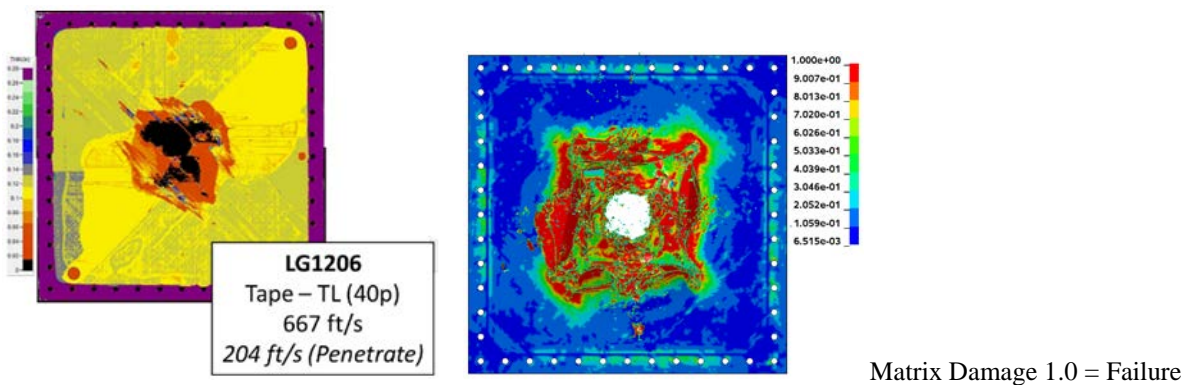 LG1206
Tape – TL (40p)
667 ft/s
204 ft/s (Penetrate)
1.000e+00
9.007e-01
8.013e-01
7.020e-01
6.026e-01
5.033e-01
4.039e-01
3.046e-01
2.052e-01
1.059e-01
6.515e-03
Matrix Damage 1.0 = Failure